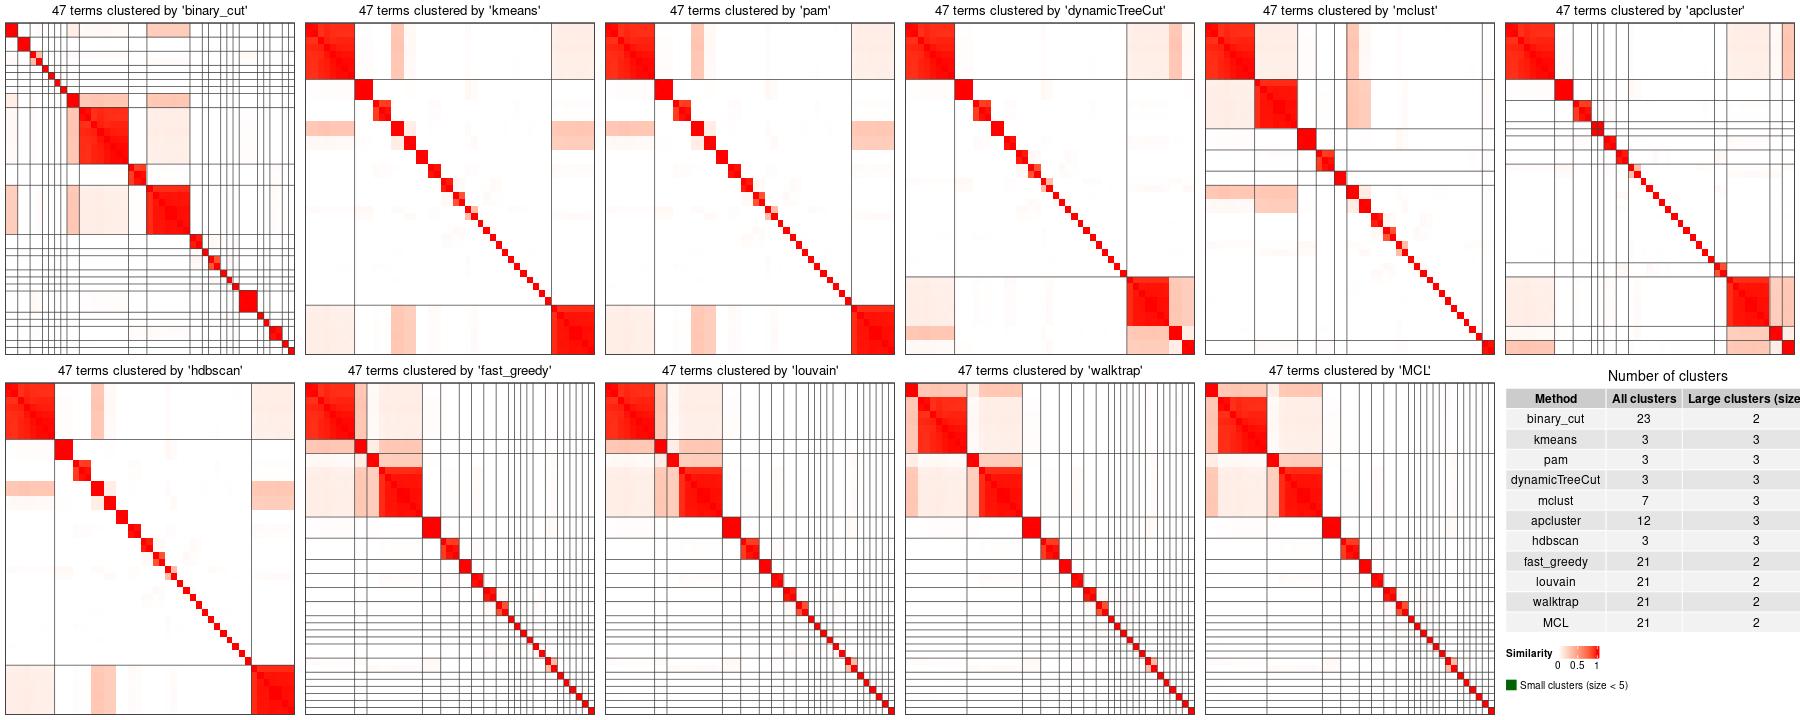 47 terms clustered by 'binary_cut'
47 terms clustered by 'kmeans'
47 terms clustered by 'pam'
47 terms clustered by 'dynamicTreeCut'
47 terms clustered by 'mclust'
47 terms clustered by 'apcluster'
47 terms clustered by 'hdbscan'
47 terms clustered by 'fast_greedy'
47 terms clustered by 'louvain'
47 terms clustered by 'walktrap'
47 terms clustered by 'MCL'
Number of clusters
Method All clusters Large clusters (size
binary_cut 23 2
kmeans 3 3
pam 3 3
dynamicTreeCut 3 3
mclust 7 3
apcluster 12 3
hdbscan 3 3
fast_greedy 21 2
louvain 21 2
walktrap 21 2
MCL 21 2
Similarity
0 0.5 1
Small clusters (size < 5)